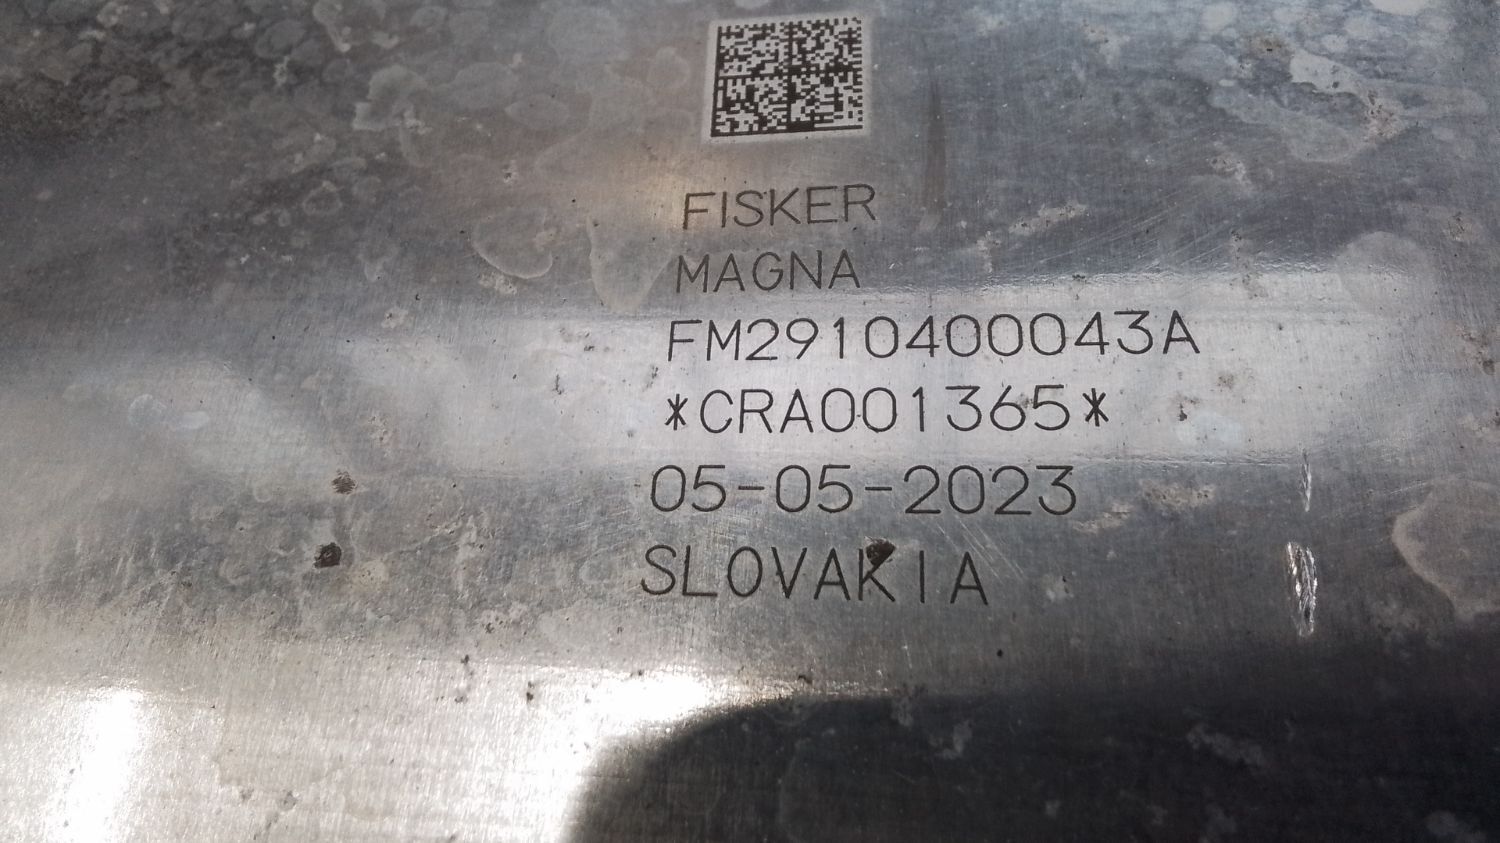 FISKER
MAGNA
FM2910400043A
*CRA001365*
05-05-2023
SLOVAKIA